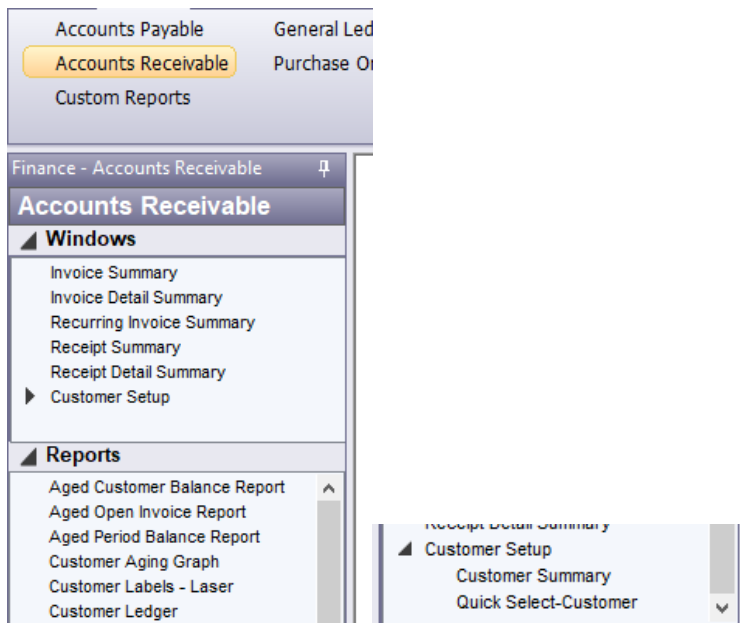 Accounts Payable General Led
Accounts Receivable Purchase Or
Custom Reports
Finance - Accounts Receivable
Accounts Receivable
Windows
Invoice Summary
Invoice Detail Summary
Recurring Invoice Summary
Receipt Summary
Receipt Detail Summary
Customer Setup
Reports
Aged Customer Balance Report
Aged Open Invoice Report
Aged Period Balance Report
Customer Aging Graph
Customer Labels - Laser
Customer Ledger
Receipt Detail Summary
Customer Setup
Customer Summary
Quick Select-Customer